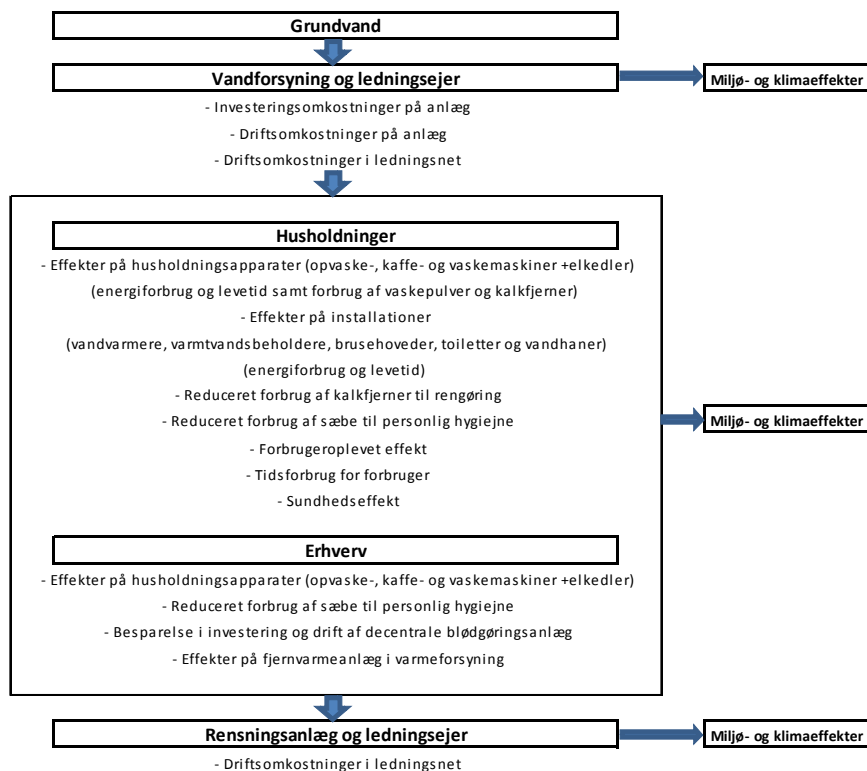 Grundvand
Vandforsyning og ledningsejer
Miljø- og klimaeffekter
- Investeringsomkostninger på anlæg
- Driftsomkostninger på anlæg
- Driftsomkostninger i ledningsnet
Husholdninger
- Effekter på husholdningsapparater (opvaske-, kaffe- og vaskemaskiner +elkedler)
(energiforbrug og levetid samt forbrug af vaskepulver og kalkfjerner)
- Effekter på installationer
(vandvarmere, varmtvandsbeholdere, brusehoveder, toiletter og vandhaner)
(energiforbrug og levetid)
- Reduceret forbrug af kalkfjerner til rengøring
- Reduceret forbrug af sæbe til personlig hygiejne
Miljø- og klimaeffekter
- Forbrugeroplevet effekt
- Tidsforbrug for forbruger
- Sundhedseffekt
Erhverv
- Effekter på husholdningsapparater (opvaske-, kaffe- og vaskemaskiner +elkedler)
- Reduceret forbrug af sæbe til personlig hygiejne
- Besparelse i investering og drift af decentrale blødgøringsanlæg
- Effekter på fjernvarmeanlæg i varmeforsyning
Rensningsanlæg og ledningsejer
Miljø- og klimaeffekter
- Driftsomkostninger i ledningsnet